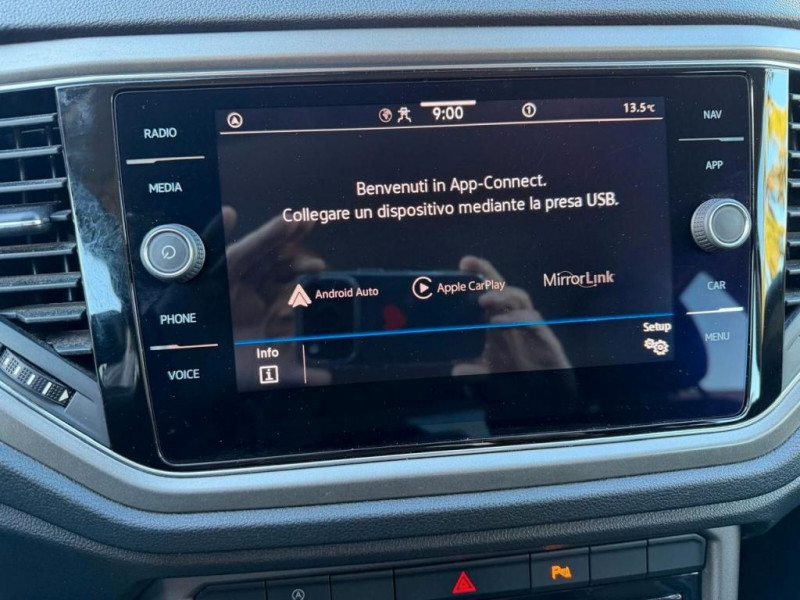 RADIO
MEDIA
PHONE
VOICE
9:00
1
13.5°C
Benvenuti in App-Connect.
Collegare un dispositivo mediante la presa USB.
Android Auto
Apple CarPlay
MirrorLink
Info
i
Setup
NAV
APP
CAR
MENU
A